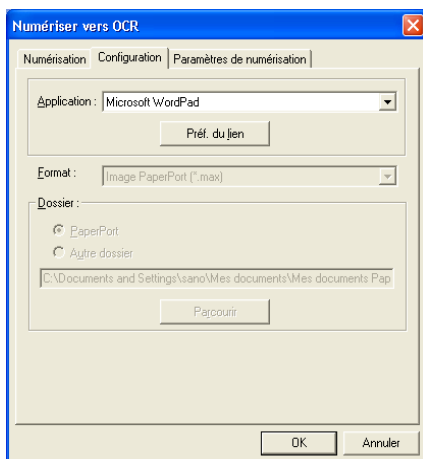 Numériser vers OCR
Numérisation Configuration Paramètres de numérisation
Application : Microsoft WordPad
Préf. du lien
Format : Image PaperPort (*.max)
Dossier :
PaperPort
Autre dossier
C:\Documents and Settings\sano\Mes documents\Mes documents Pap
Parcourir
OK Annuler